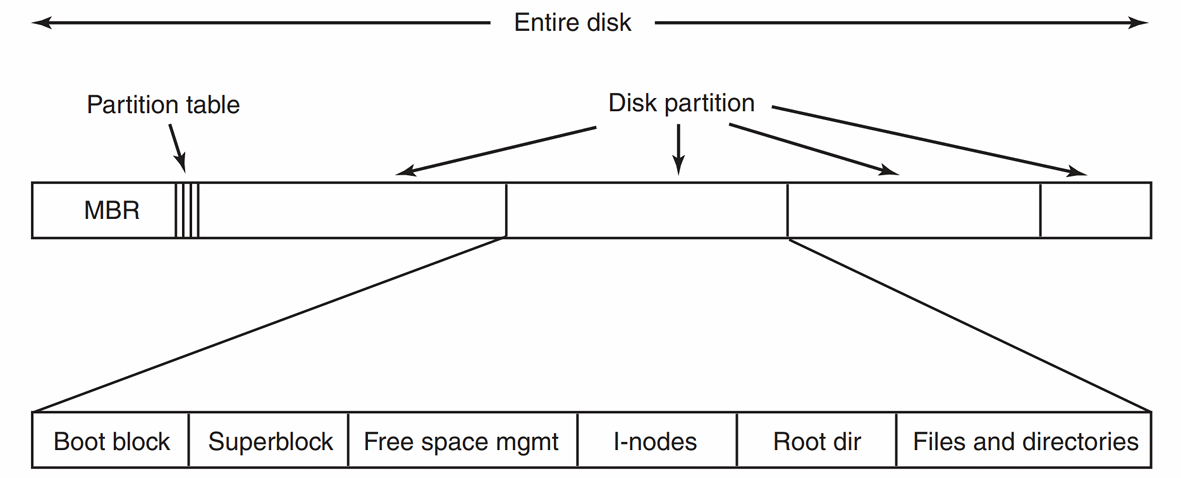 Entire disk
Partition table
Disk partition
MBR
Boot block
Superblock
Free space mgmt
I-nodes
Root dir
Files and directories